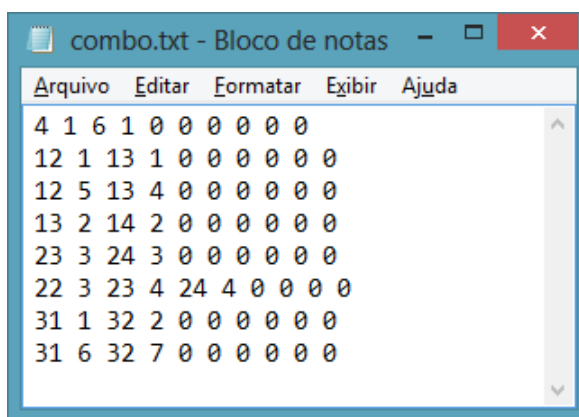 combo.txt - Bloco de notas
Arquivo Editar Formatar Exibir Ajuda
4 1 6 1 0 0 0 0 0 0
12 1 13 1 0 0 0 0 0 0
12 5 13 4 0 0 0 0 0 0
13 2 14 2 0 0 0 0 0 0
23 3 24 3 0 0 0 0 0 0
22 3 23 4 24 4 0 0 0 0
31 1 32 2 0 0 0 0 0 0
31 6 32 7 0 0 0 0 0 0